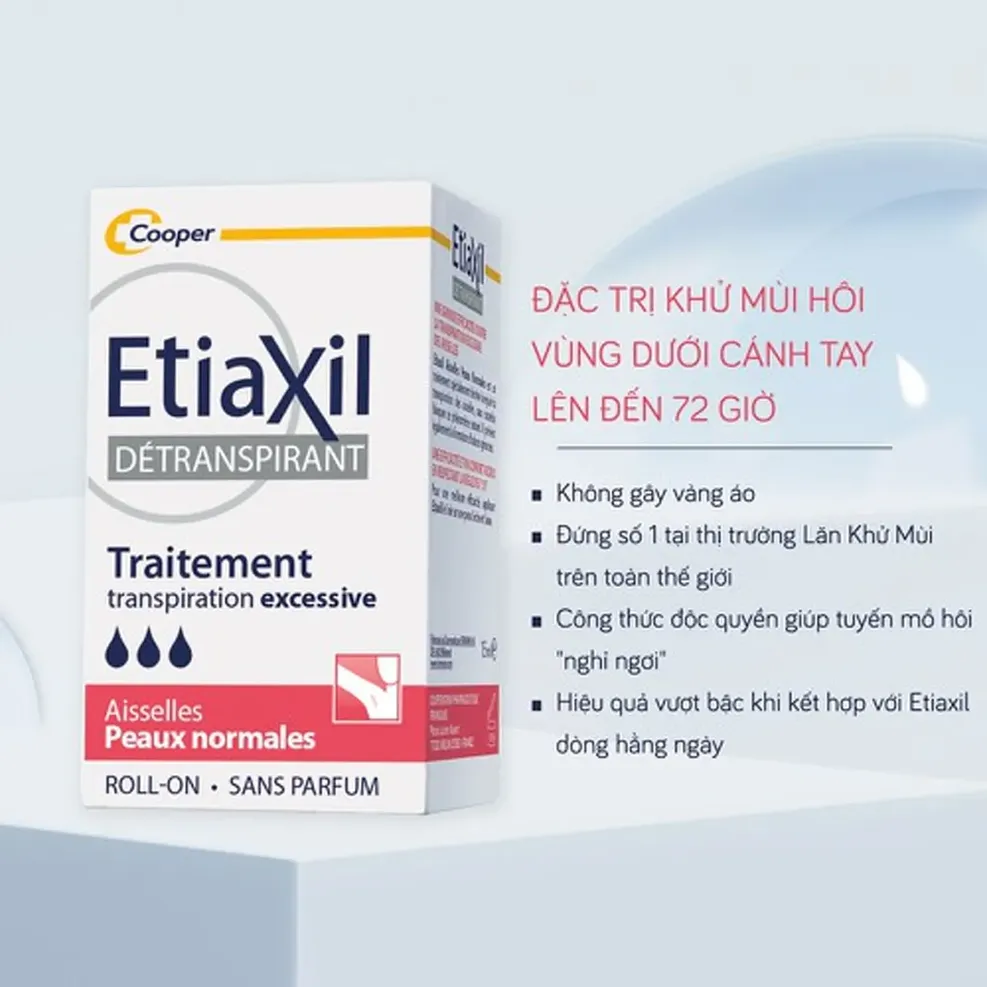 Cooper
EtiaXil
DÉTRANSPIRANT
Traitement
transpiration excessive
Aisselles
Peaux normales
ROLL-ON • SANS PARFUM
EtiaXil
DÉTRANSPIRANT
ĐẶC TRỊ KHỬ MÙI HÔI
VÙNG DƯỚI CÁNH TAY
LÊN ĐẾN 72 GIỜ
Không gây vàng áo
Đứng số 1 tại thị trường Lăn Khử Mùi
trên toàn thế giới
Công thức độc quyền giúp tuyến mồ hôi
"nghỉ ngơi"
Hiệu quả vượt bậc khi kết hợp với Etiaxil
dòng hằng ngày